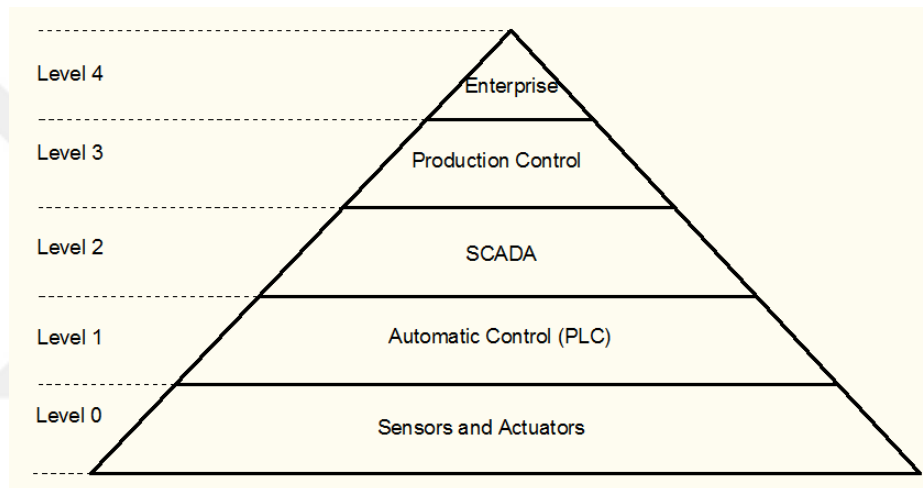 Level 4
Enterprise
Level 3
Production Control
Level 2
SCADA
Level 1
Automatic Control (PLC)
Level 0
Sensors and Actuators